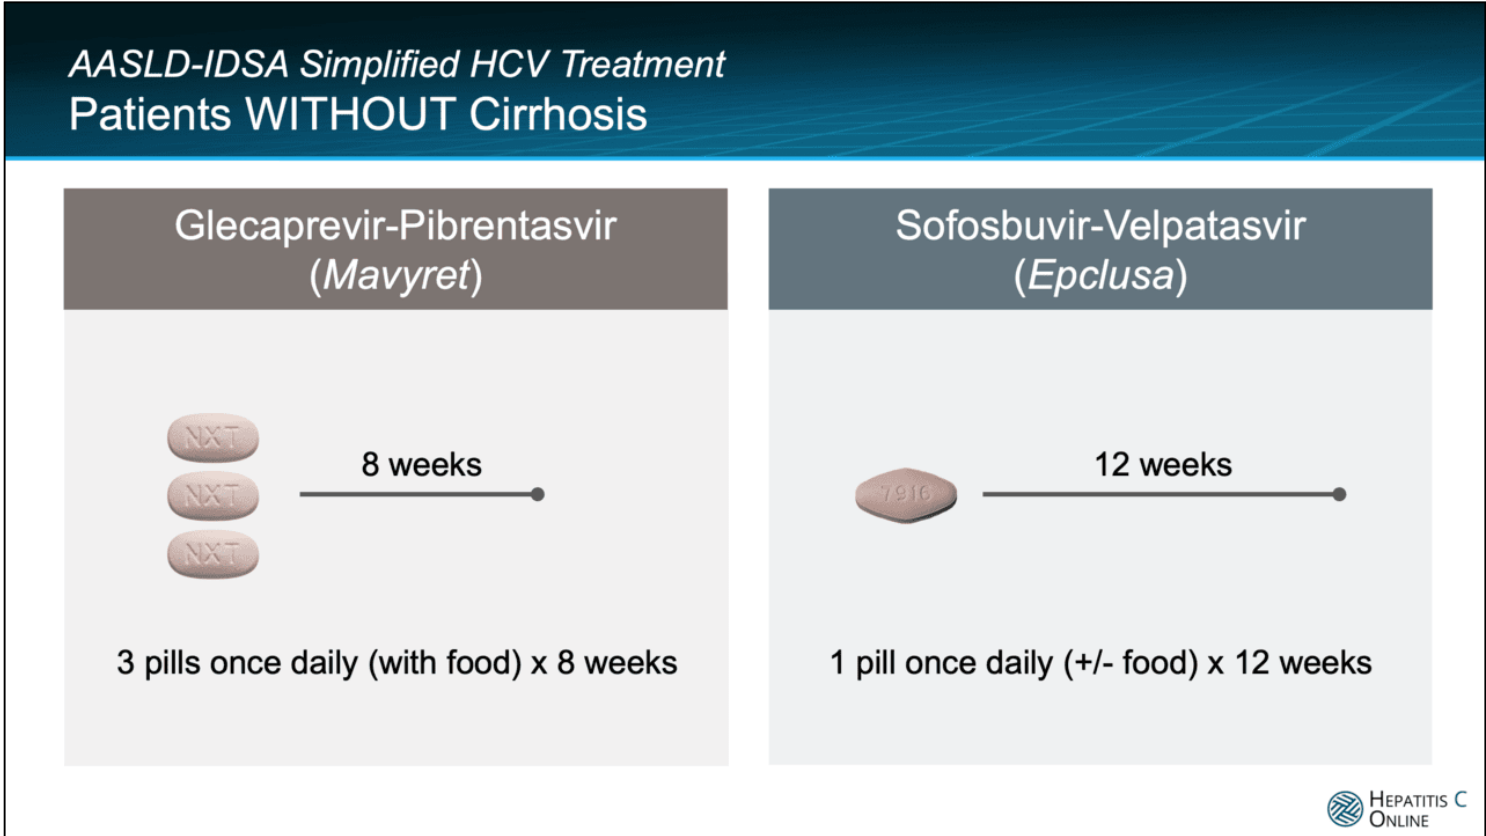 AASLD-IDSA Simplified HCV Treatment
Patients WITHOUT Cirrhosis
Glecaprevir-Pibrentasvir
(Mavyret)
NXT
NXT
NXT
8 weeks
3 pills once daily (with food) x 8 weeks
Sofosbuvir-Velpatasvir
(Epclusa)
7916
12 weeks
1 pill once daily (+/- food) x 12 weeks
HEPATITIS C
ONLINE